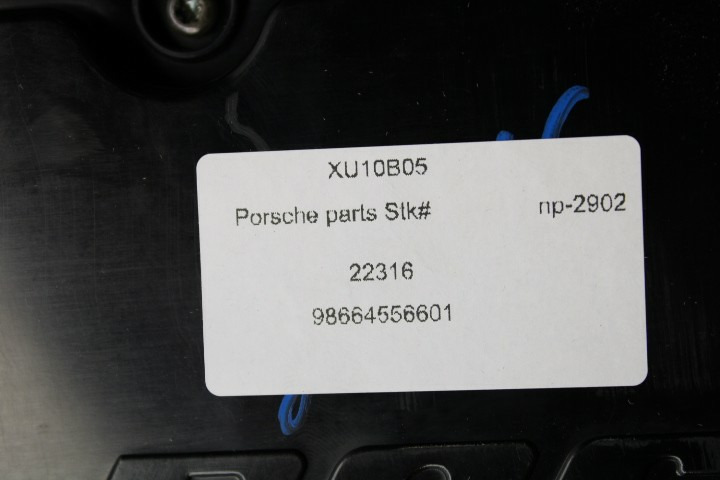 XU10B05
Porsche parts Stk# np-2902
22316
98664556601